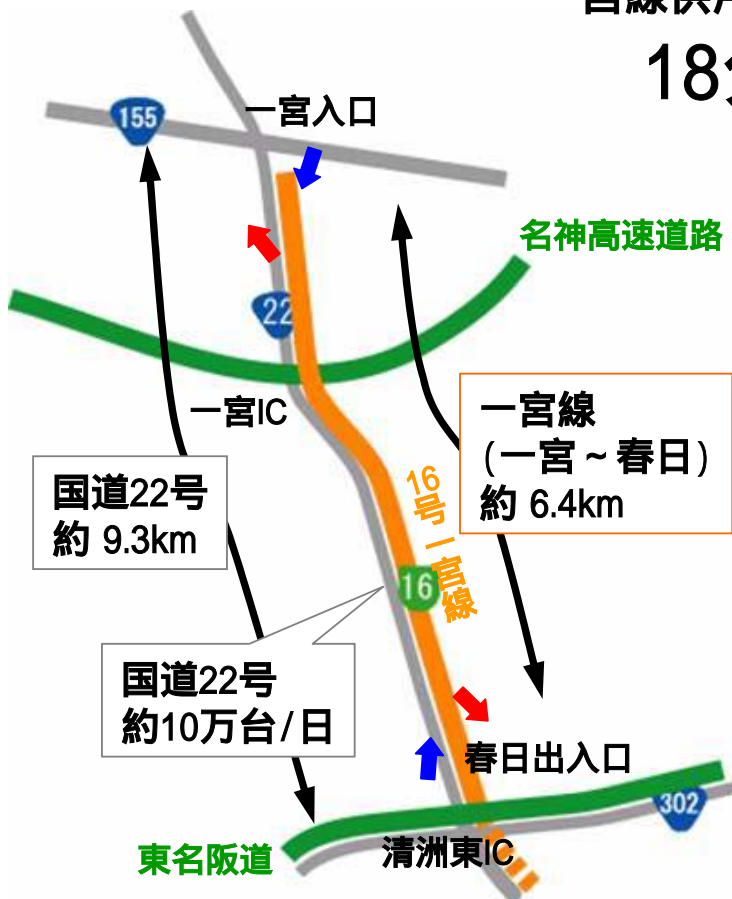 18
155
一宮入口
名神高速道路
22
一宮IC
一宮線
(一宮～春日)
約 6.4km
国道22号
約 9.3km
16号一宮線
16
国道22号
約10万台/日
春日出入口
302
東名阪道
清洲東IC